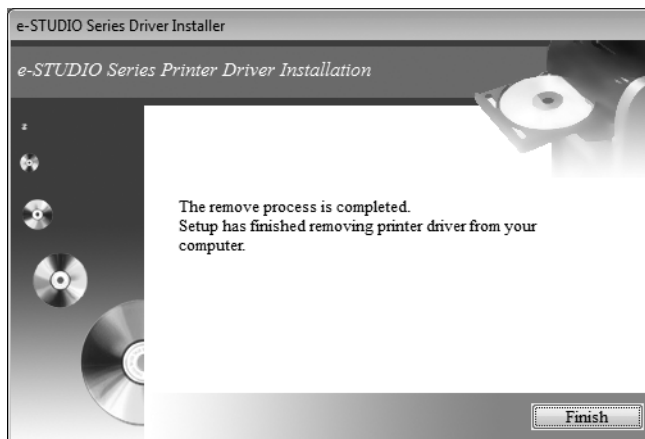 e-STUDIO Series Driver Installer
e-STUDIO Series Printer Driver Installation
The remove process is completed.
Setup has finished removing printer driver from your
computer.
Finish